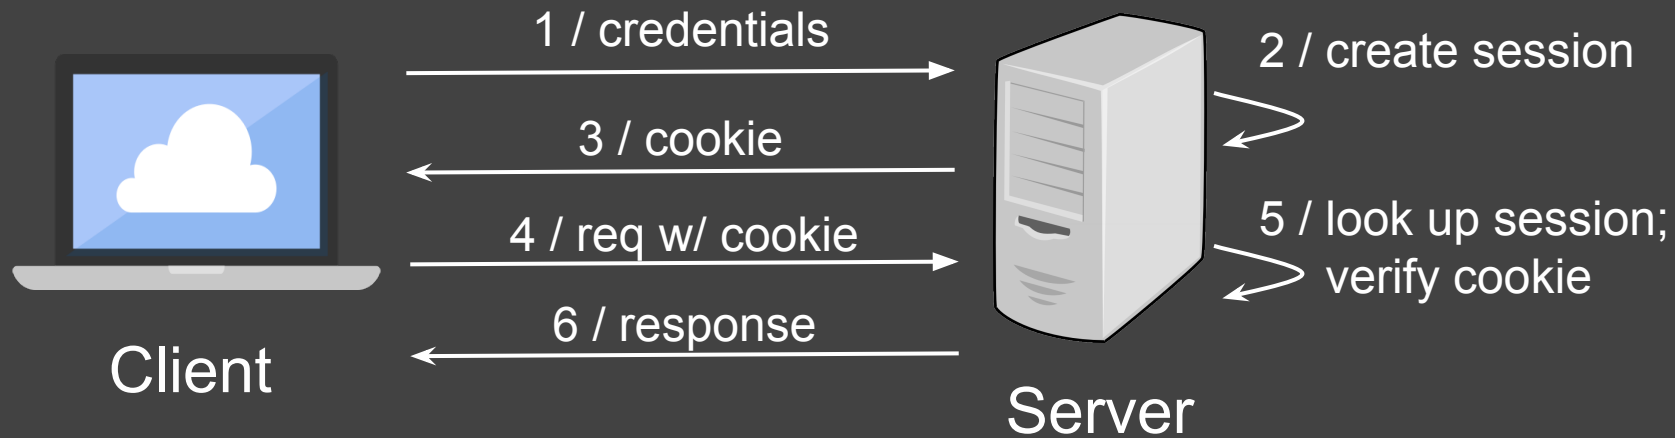 1 / credentials
2 / create session
3 / cookie
4 / req w/ cookie
5 / look up session;
verify cookie
6 / response
Client
Server